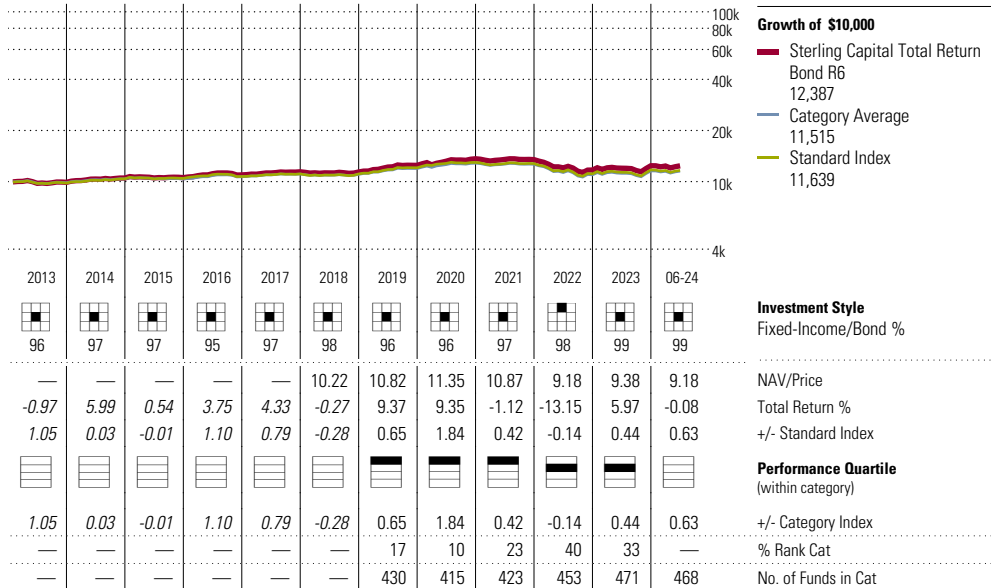 100k
80k
60k
40k
20k
10k
4k
Growth of $10,000
Sterling Capital Total Return
Bond R6
12,387
Category Average
11,515
Standard Index
11,639
2013 2014 2015 2016 2017 2018 2019 2020 2021 2022 2023 06-24
Investment Style
Fixed-Income/Bond %
96 97 97 95 97 98 96 96 97 98 99 99
— — — — — 10.22 10.82 11.35 10.87 9.18 9.38 9.18 NAV/Price
-0.97 5.99 0.54 3.75 4.33 -0.27 9.37 9.35 -1.12 -13.15 5.97 -0.08 Total Return %
1.05 0.03 -0.01 1.10 0.79 -0.28 0.65 1.84 0.42 -0.14 0.44 0.63 +/- Standard Index
Performance Quartile
(within category)
1.05 0.03 -0.01 1.10 0.79 -0.28 0.65 1.84 0.42 -0.14 0.44 0.63 +/- Category Index
— — — — — — 17 10 23 40 33 — % Rank Cat
— — — — — — 430 415 423 453 471 468 No. of Funds in Cat